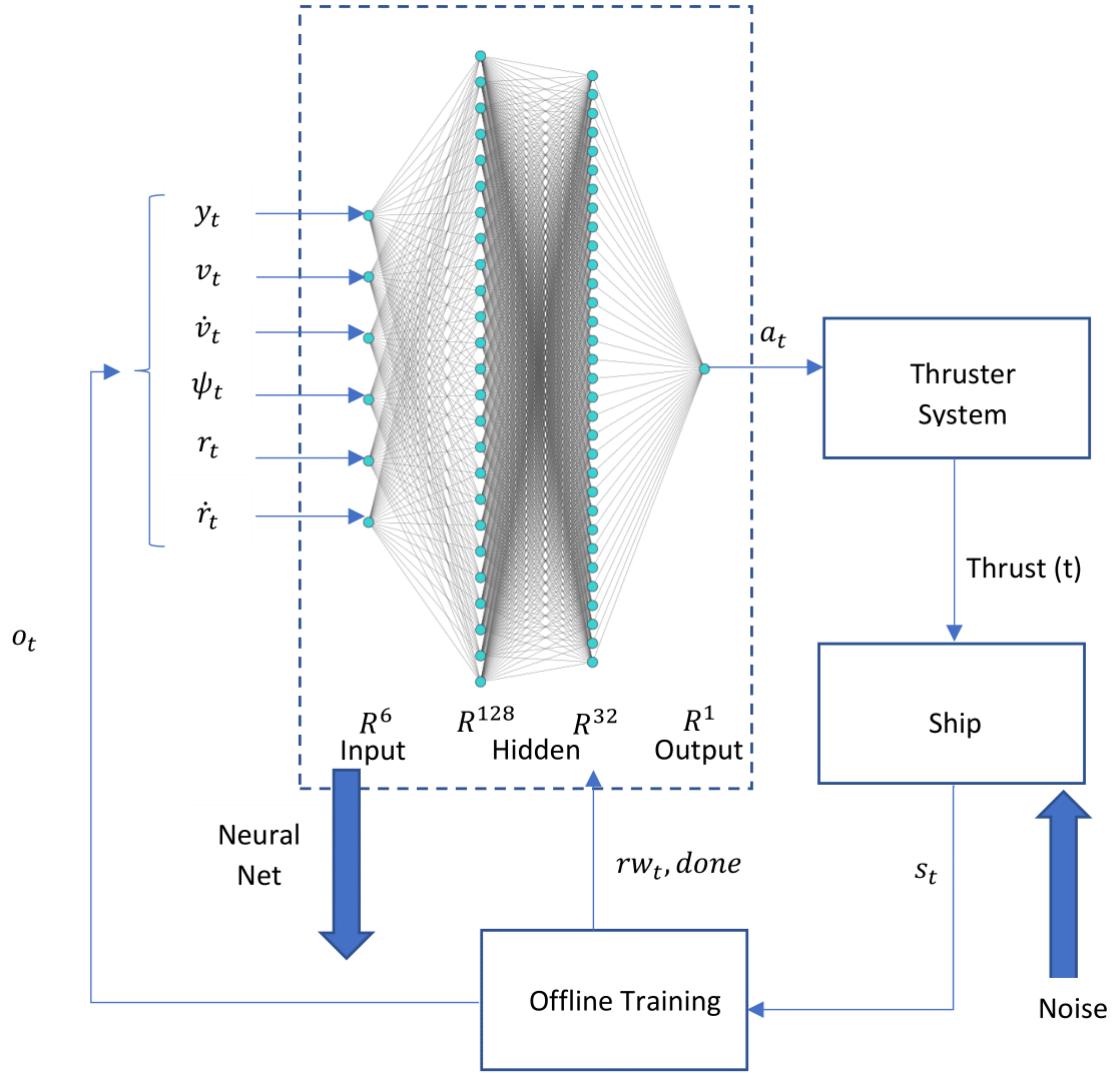 y_t
v_t
v̇_t
ψ_t
r_t
ṙ_t
o_t
a_t
Thruster
System
Thrust (t)
Ship
R^6
R^128
R^32
R^1
Input
Hidden
Output
Neural
Net
rw_t, done
s_t
Offline Training
Noise